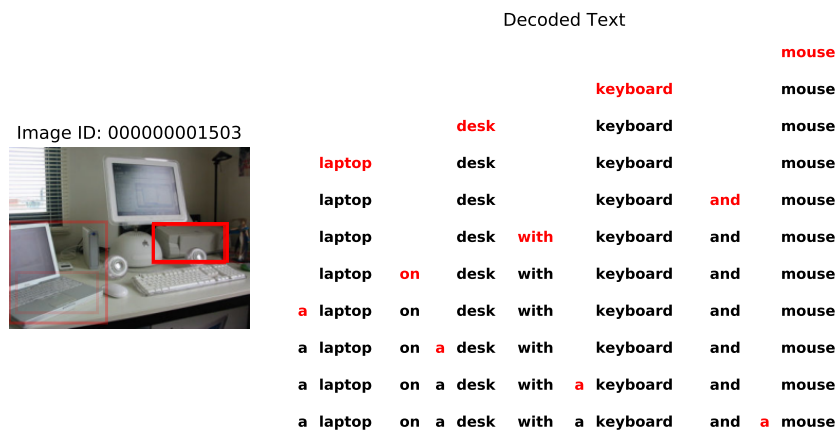 Decoded Text
mouse
keyboard mouse
Image ID: 000000001503
desk keyboard mouse
laptop desk keyboard mouse
laptop desk keyboard and mouse
laptop desk with keyboard and mouse
laptop on desk with keyboard and mouse
a laptop on desk with keyboard and mouse
a laptop on a desk with keyboard and mouse
a laptop on a desk with a keyboard and mouse
a laptop on a desk with a keyboard and a mouse